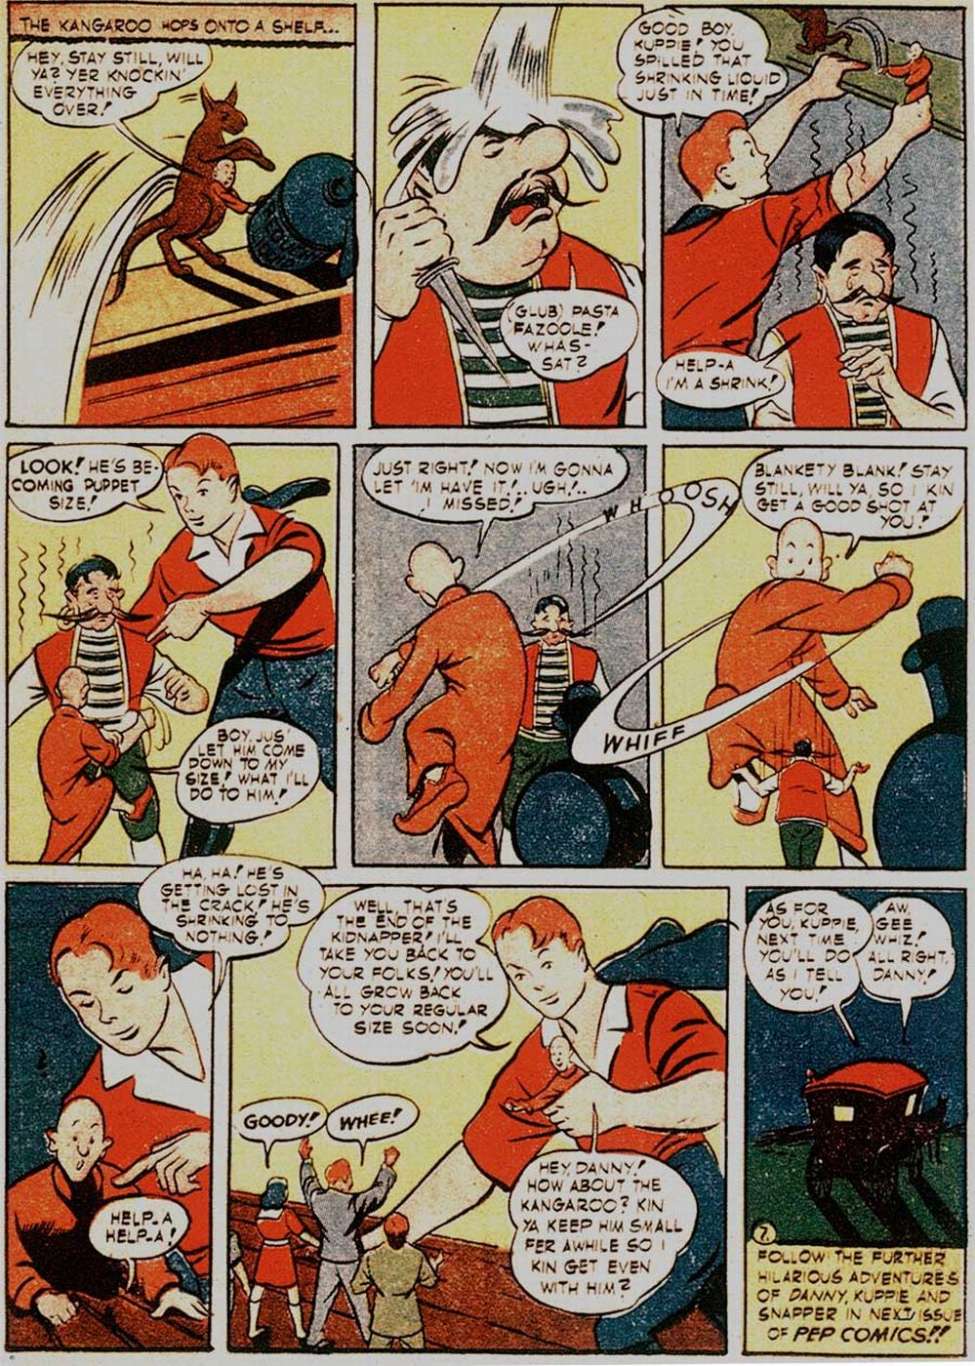 THE KANGAROO HOPS ONTO A SHELF...
HEY, STAY STILL, WILL
YA? YER KNOCKIN'
EVERYTHING
OVER!
(GLUB) PASTA
FAZOOLE!
WHAS-
SAT?
GOOD BOY,
KUPPIE! YOU
SPILLED THAT
SHRINKING LIQUID
JUST IN TIME!
HELP-A
I'M A SHRINK!
LOOK! HE'S BE-
COMING PUPPET
SIZE!
BOY, JUS'
LET HIM COME
DOWN TO MY
SIZE! WHAT I'LL
DO TO HIM!
JUST RIGHT! NOW I'M GONNA
LET 'IM HAVE IT!.. UGH!..
I MISSED!
WHOOOSH
WHIFF
BLANKETY BLANK! STAY
STILL, WILL YA, SO I KIN
GET A GOOD SHOT AT
YOU!
HA, HA! HE'S
GETTING LOST IN
THE CRACK! HE'S
SHRINKING TO
NOTHING!
HELP-A
HELP-A!
WELL, THAT'S
THE END OF THE
KIDNAPPER! I'LL
TAKE YOU BACK TO
YOUR FOLKS! YOU'LL
ALL GROW BACK
TO YOUR REGULAR
SIZE SOON!
GOODY!
WHEE!
HEY, DANNY!
HOW ABOUT THE
KANGAROO? KIN
YA KEEP HIM SMALL
FER AWHILE SO I
KIN GET EVEN
WITH HIM?
AS FOR
YOU, KUPPIE,
NEXT TIME
YOU'LL DO
AS I TELL
YOU!
AW,
GEE
WHIZ!
ALL RIGHT,
DANNY!
7
FOLLOW THE FURTHER
HILARIOUS ADVENTURES
OF DANNY, KUPPIE AND
SNAPPER IN NEXT ISSUE
OF PEP COMICS!!